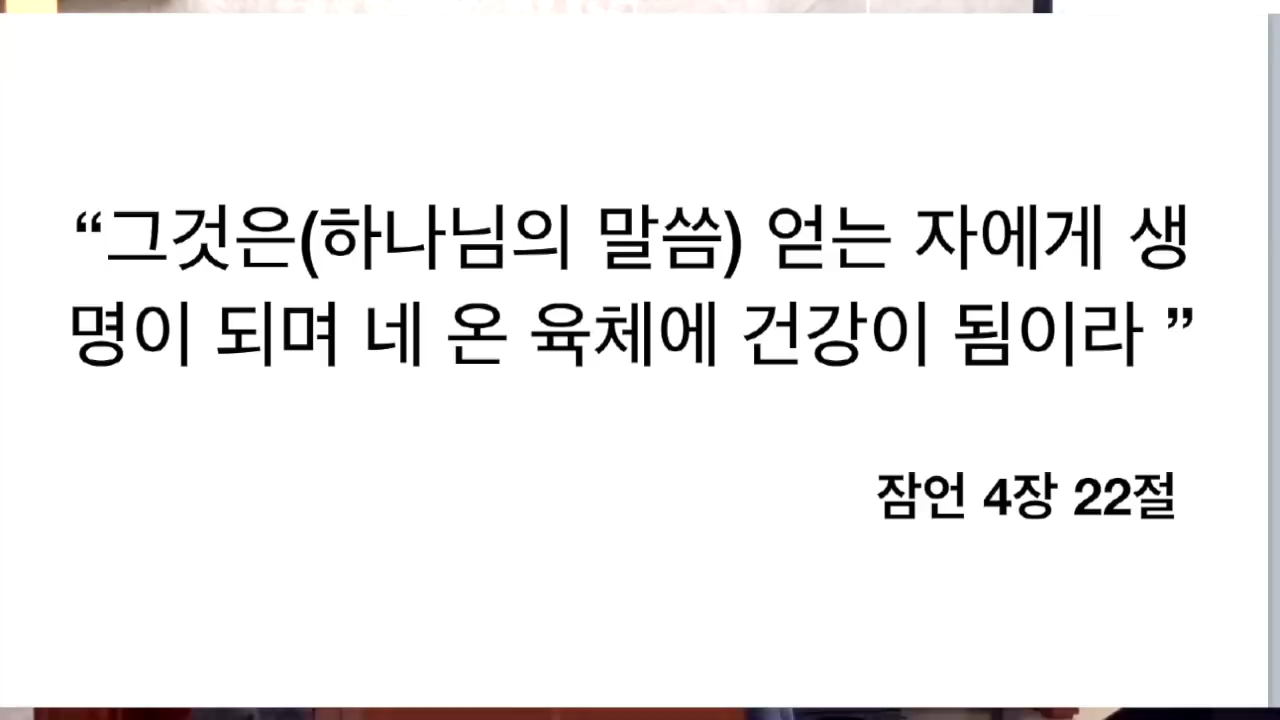 “그것은(하나님의 말씀) 얻는 자에게 생
명이 되며 네 온 육체에 건강이 됨이라 ”
잠언 4장 22절